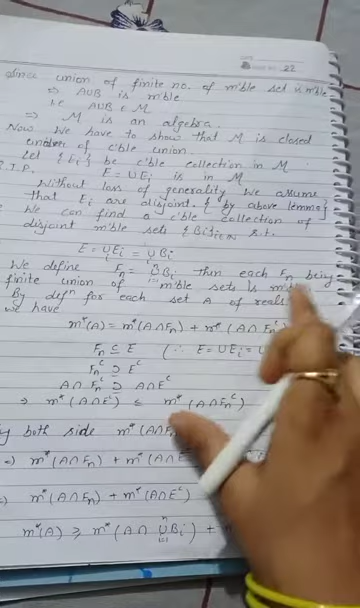 22
Since union of finite no. of m'ble set is m'ble
⇒ A∪B is m'ble
i.e A∪B ∈ M
⇒ M is an algebra.
Now we have to show that M is closed
under of c'ble union.
Let {Ei} be c'ble collection in M
R.T.P. E = ∪Ei is in M
Without loss of generality we assume
that Ei are disjoint. { by above lemma }
We can find a c'ble collection of
disjoint m'ble sets {Bi} i∈N s.t.
E = ∪Ei = ∪Bi
We define Fn = ∪Bi Then each Fn being
finite union of m'ble sets is m'ble
By defn for each set A of reals
we have
m*(A) = m*(A∩Fn) + m*(A∩Fnᶜ)
Fn ⊆ E (∵ E = ∪Ei = ∪
Fnᶜ ⊇ Eᶜ
A∩Fnᶜ ⊇ A∩Eᶜ
⇒ m*(A∩Eᶜ) ≤ m*(A∩Fnᶜ)
both side m*(A∩Fn)
m*(A∩Fn) + m*(A∩Eᶜ
m*(A∩Fn) + m*(A∩Eᶜ)
m*(A) ≥ m*(A∩ ⁿ∪ᵢ₌₁ Bi) +